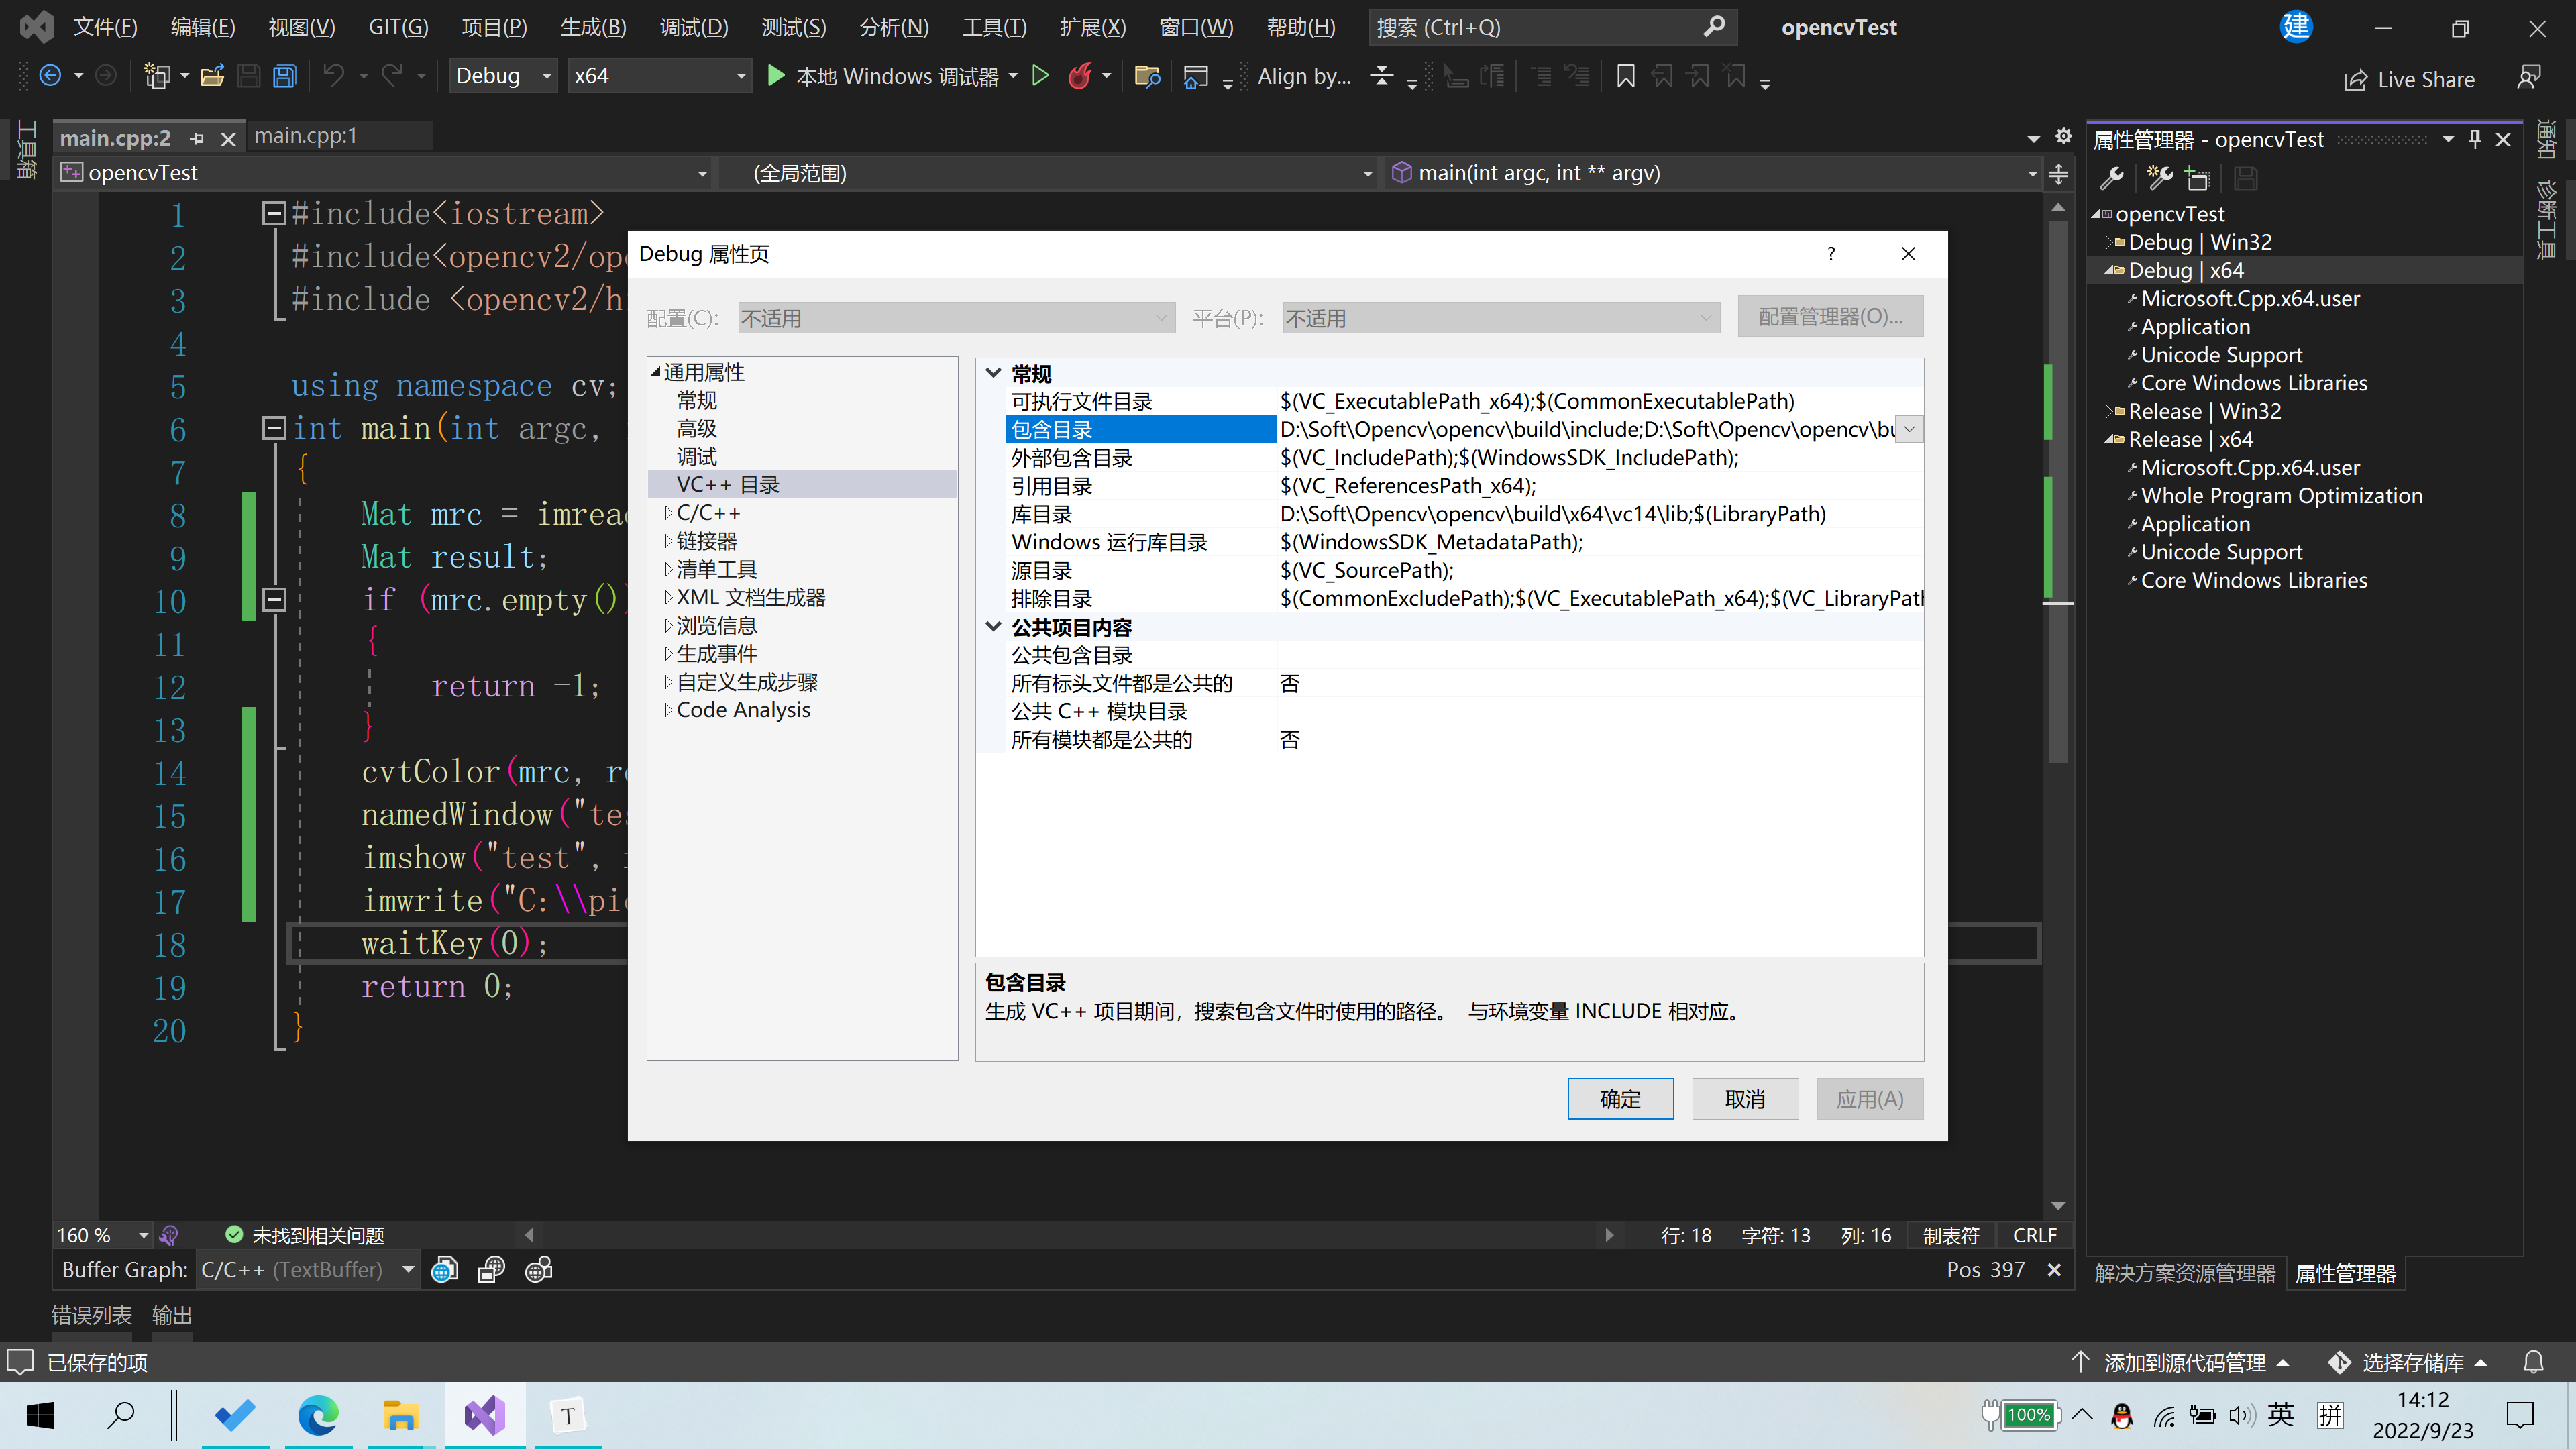 文件(F) 编辑(E) 视图(V) GIT(G) 项目(P) 生成(B) 调试(D) 测试(S) 分析(N) 工具(T) 扩展(X) 窗口(W) 帮助(H) 搜索 (Ctrl+Q) opencvTest 建
Debug x64 本地 Windows 调试器 Align by... Live Share
工具箱
main.cpp:2 main.cpp:1
opencvTest (全局范围) main(int argc, int ** argv)
1 #include<iostream>
2 #include<opencv2/op
3 #include <opencv2/h
4
5 using namespace cv;
6 int main(int argc,
7 {
8 Mat mrc = imrea
9 Mat result;
10 if (mrc.empty()
11 {
12 return -1;
13 }
14 cvtColor(mrc, r
15 namedWindow("te
16 imshow("test",
17 imwrite("C:\\pi
18 waitKey(0);
19 return 0;
20 }
Debug 属性页 ?
配置(C): 不适用 平台(P): 不适用 配置管理器(O)...
通用属性
常规
高级
调试
VC++ 目录
C/C++
链接器
清单工具
XML 文档生成器
浏览信息
生成事件
自定义生成步骤
Code Analysis
常规
可执行文件目录 $(VC_ExecutablePath_x64);$(CommonExecutablePath)
包含目录 D:\Soft\Opencv\opencv\build\include;D:\Soft\Opencv\opencv\bu
外部包含目录 $(VC_IncludePath);$(WindowsSDK_IncludePath);
引用目录 $(VC_ReferencesPath_x64);
库目录 D:\Soft\Opencv\opencv\build\x64\vc14\lib;$(LibraryPath)
Windows 运行库目录 $(WindowsSDK_MetadataPath);
源目录 $(VC_SourcePath);
排除目录 $(CommonExcludePath);$(VC_ExecutablePath_x64);$(VC_LibraryPath
公共项目内容
公共包含目录
所有标头文件都是公共的 否
公共 C++ 模块目录
所有模块都是公共的 否
包含目录
生成 VC++ 项目期间，搜索包含文件时使用的路径。 与环境变量 INCLUDE 相对应。
确定 取消 应用(A)
属性管理器 - opencvTest
opencvTest
Debug | Win32
Debug | x64
Microsoft.Cpp.x64.user
Application
Unicode Support
Core Windows Libraries
Release | Win32
Release | x64
Microsoft.Cpp.x64.user
Whole Program Optimization
Application
Unicode Support
Core Windows Libraries
通知
诊断工具
160 % 未找到相关问题 行: 18 字符: 13 列: 16 制表符 CRLF
Buffer Graph: C/C++ (TextBuffer) Pos 397
解决方案资源管理器 属性管理器
错误列表 输出
已保存的项 添加到源代码管理 选择存储库
T 100% 英 拼 14:12
2022/9/23